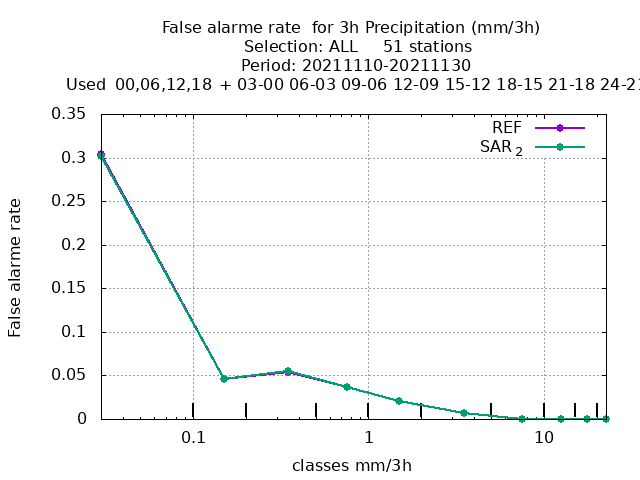 False alarme rate  for 3h Precipitation (mm/3h)
Selection: ALL     51 stations
Period: 20211110-20211130
Used  00,06,12,18  + 03-00 06-03 09-06 12-09  15-12  18-15  21-18  24-21
REF
SAR 2
0.35
0.3
0.25
0.2
0.15
0.1
0.05
0
False alarme rate
0.1
1
10
classes mm/3h